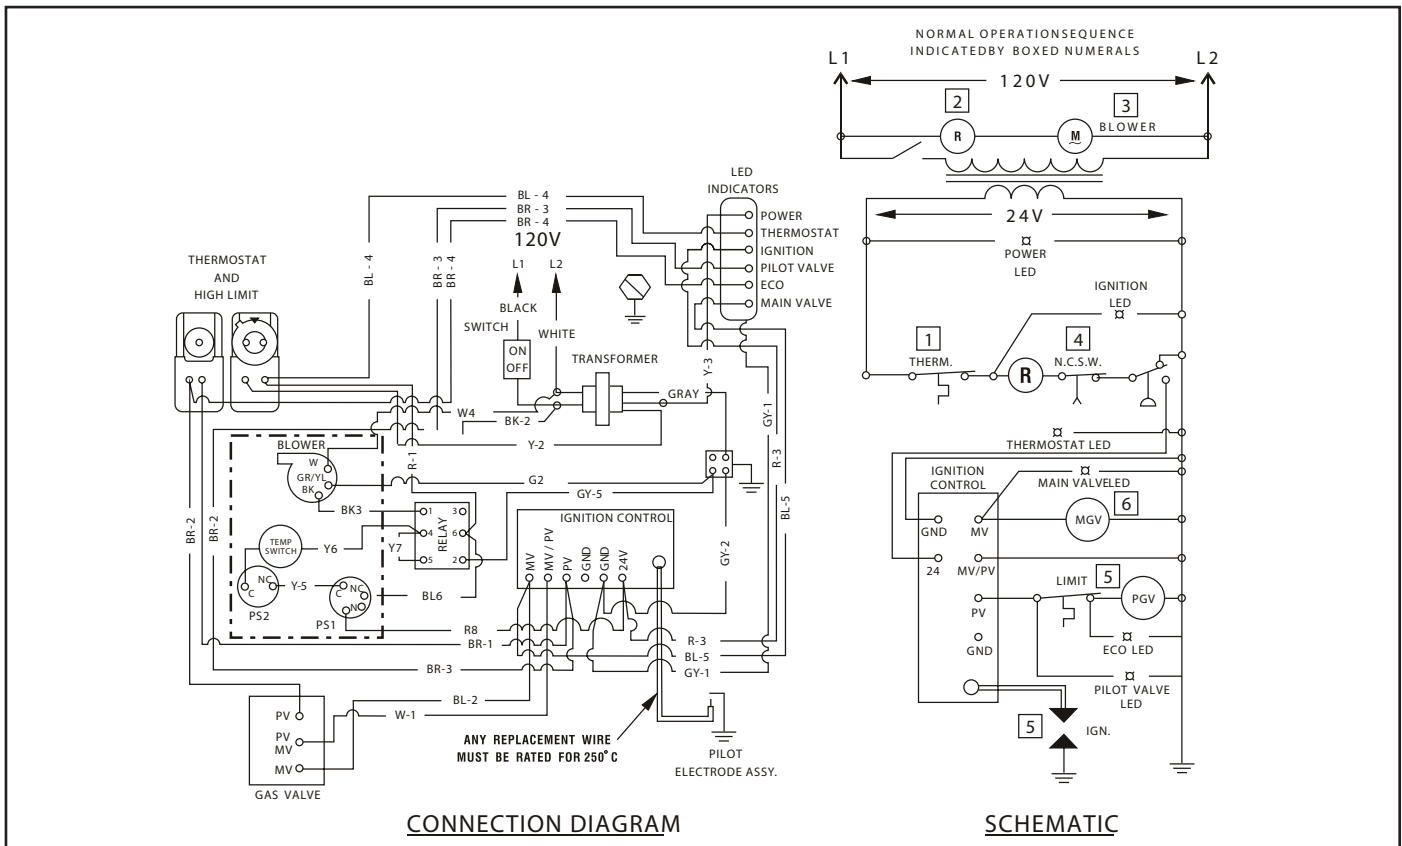 NORMAL OPERATIONSEQUENCE
INDICATEDBY BOXED NUMERALS
L1
L2
120V
2
3
R
M
BLOWER
24V
POWER
LED
IGNITION
LED
1
4
THERM.
R
N.C.S.W.
THERMOSTAT LED
IGNITION
CONTROL
MAIN VALVELED
GND
MV
MGV
6
24
MV/PV
LIMIT
5
PV
PGV
GND
ECO LED
PILOT VALVE
LED
5
IGN.
SCHEMATIC
LED
INDICATORS
POWER
THERMOSTAT
IGNITION
PILOT VALVE
ECO
MAIN VALVE
BL - 4
BR - 3
BR - 4
120V
L1
L2
BLACK
SWITCH
WHITE
ON
OFF
TRANSFORMER
THERMOSTAT
AND
HIGH LIMIT
BL - 4
BR - 3
BR - 4
GRAY
Y-3
W4
BK-2
Y-2
GY-1
R-3
BL-5
BLOWER
W
GR/YL
BK
R-1
G2
GY-5
BK3
RELAY
1
3
4
6
5
2
IGNITION CONTROL
MV
MV / PV
PV
GND
GND
24V
GY-2
BR-2
BR-2
TEMP
SWITCH
Y6
Y7
NC
C
Y-5
PS2
C
NC
NO
PS1
BL6
R8
BR-1
BR-3
R-3
BL-5
GY-1
BL-2
W-1
PV
PV
MV
MV
GAS VALVE
ANY REPLACEMENT WIRE
MUST BE RATED FOR 250°C
PILOT
ELECTRODE ASSY.
CONNECTION DIAGRAM